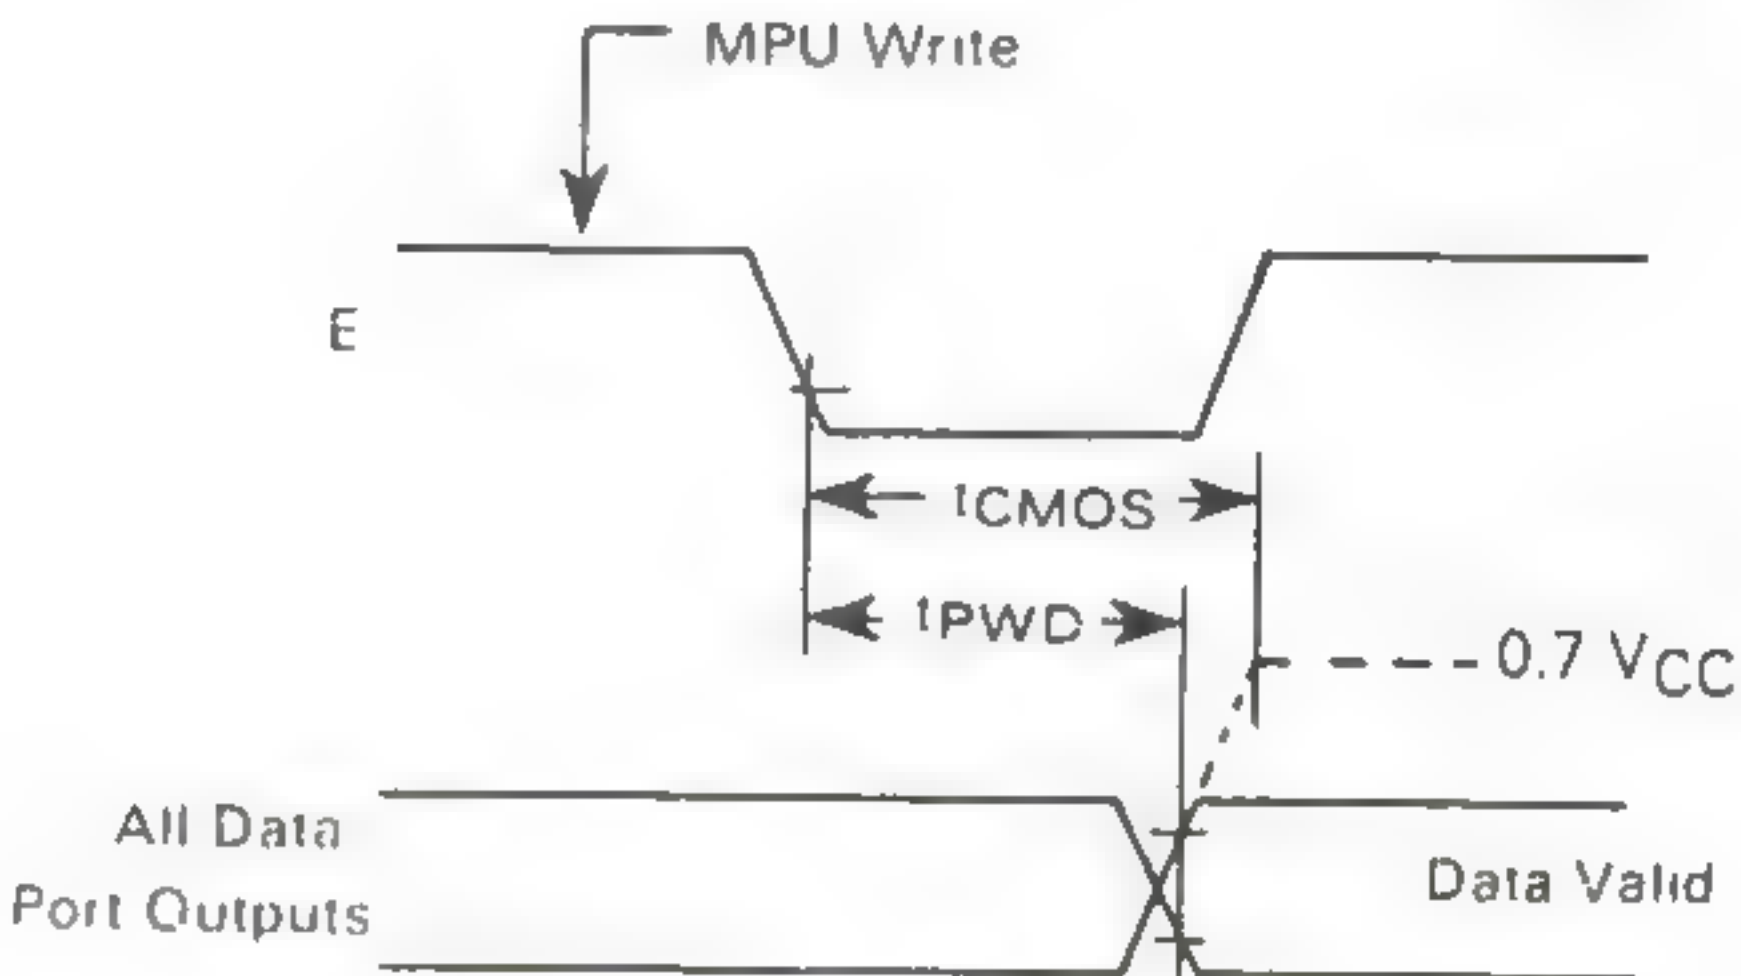 MPU Write
E
tCMOS
tPWD
0.7 VCC
All Data
Port Outputs
Data Valid